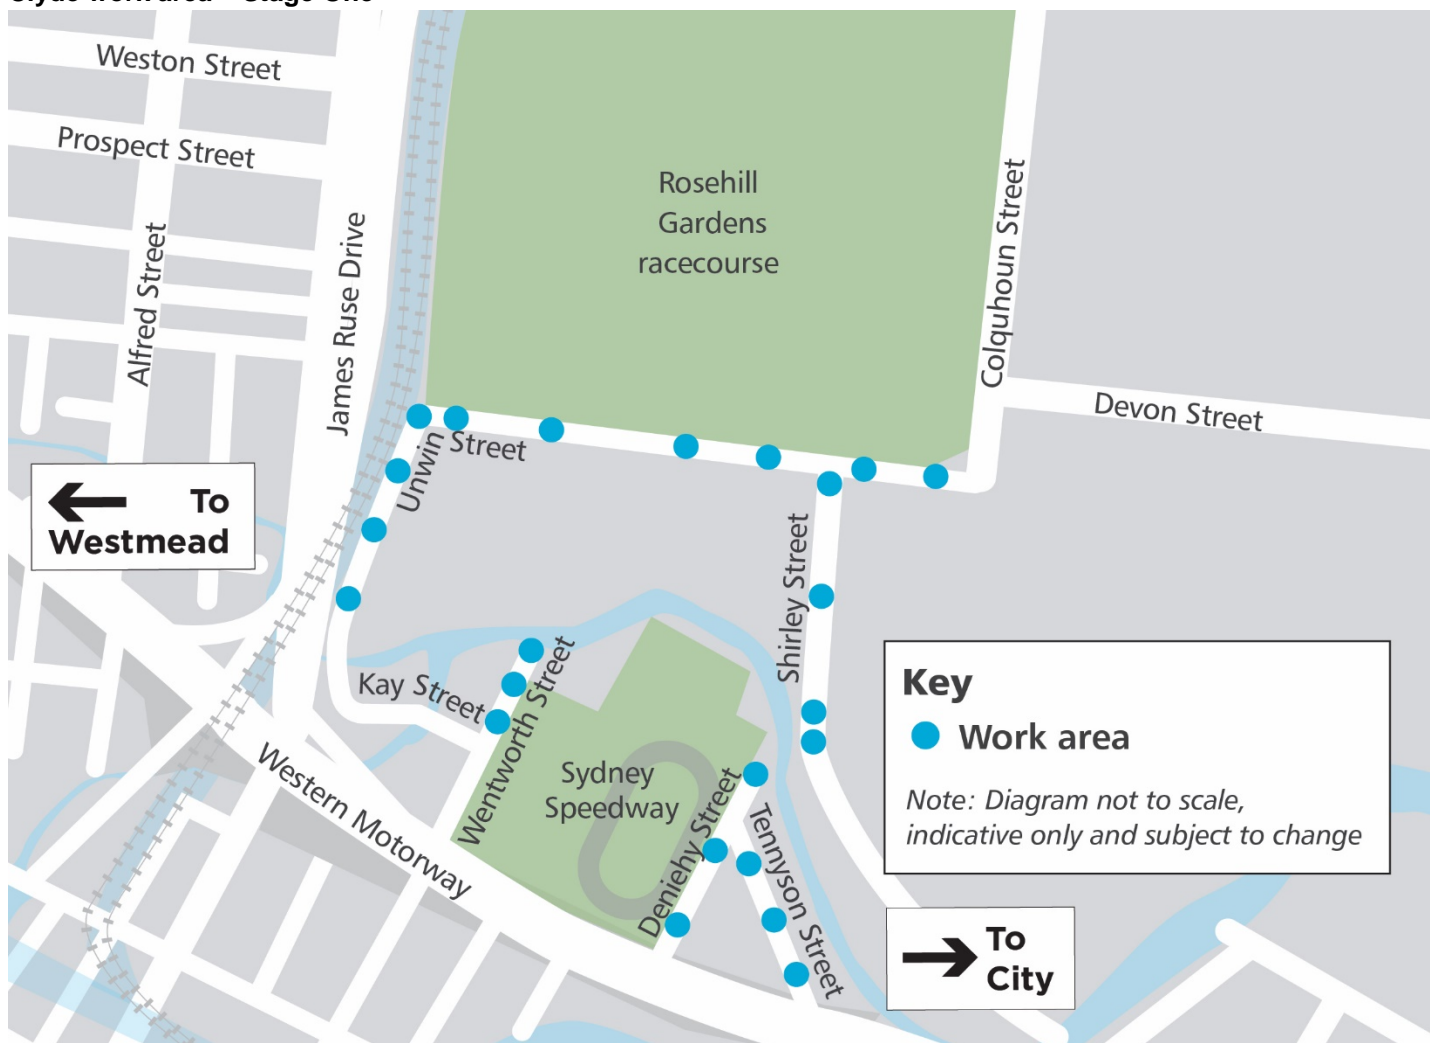 Weston Street
Prospect Street
Alfred Street
James Ruse Drive
Rosehill
Gardens
racecourse
Colquhoun Street
Devon Street
Unwin Street
To
Westmead
Shirley Street
Kay Street
Wentworth Street
Western Motorway
Sydney
Speedway
Deniehy Street
Tennyson Street
Key
Work area
Note: Diagram not to scale,
indicative only and subject to change
To
City